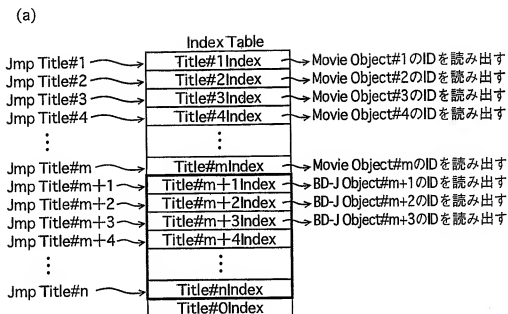 (a)
Index Table
Jmp Title#1 Title#1Index Movie Object#1のIDを読み出す
Jmp Title#2 Title#2Index Movie Object#2のIDを読み出す
Jmp Title#3 Title#3Index Movie Object#3のIDを読み出す
Jmp Title#4 Title#4Index Movie Object#4のIDを読み出す
⋮ ⋮
Jmp Title#m Title#mIndex Movie Object#mのIDを読み出す
Jmp Title#m+1 Title#m+1Index BD-J Object#m+1のIDを読み出す
Jmp Title#m+2 Title#m+2Index BD-J Object#m+2のIDを読み出す
Jmp Title#m+3 Title#m+3Index BD-J Object#m+3のIDを読み出す
Jmp Title#m+4 Title#m+4Index
⋮ ⋮
Jmp Title#n Title#nIndex
Title#0Index